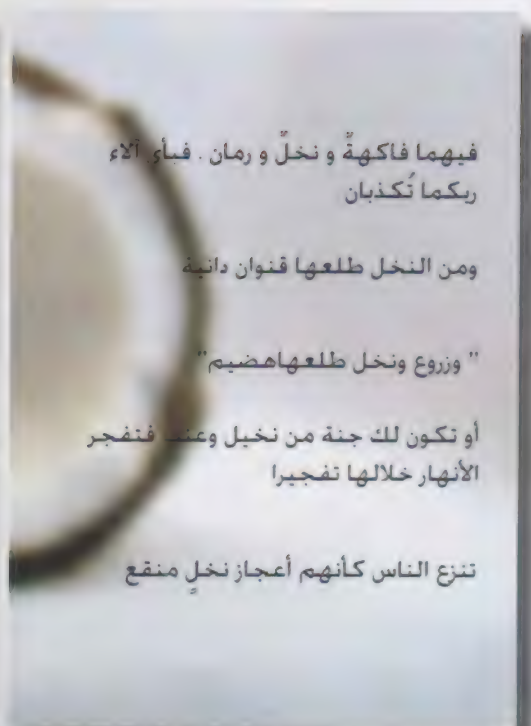 فيهما فاكهةٌ و نخلٌ و رمان . فبأي آلاء
ربكما تُكذبان
ومن النخل طلعها قنوان دانية
" وزروع ونخل طلعهاهضيم"
أو تكون لك جنة من نخيل وعنب فتفجر
الأنهار خلالها تفجيرا
تنزع الناس كأنهم أعجاز نخلٍ منقع